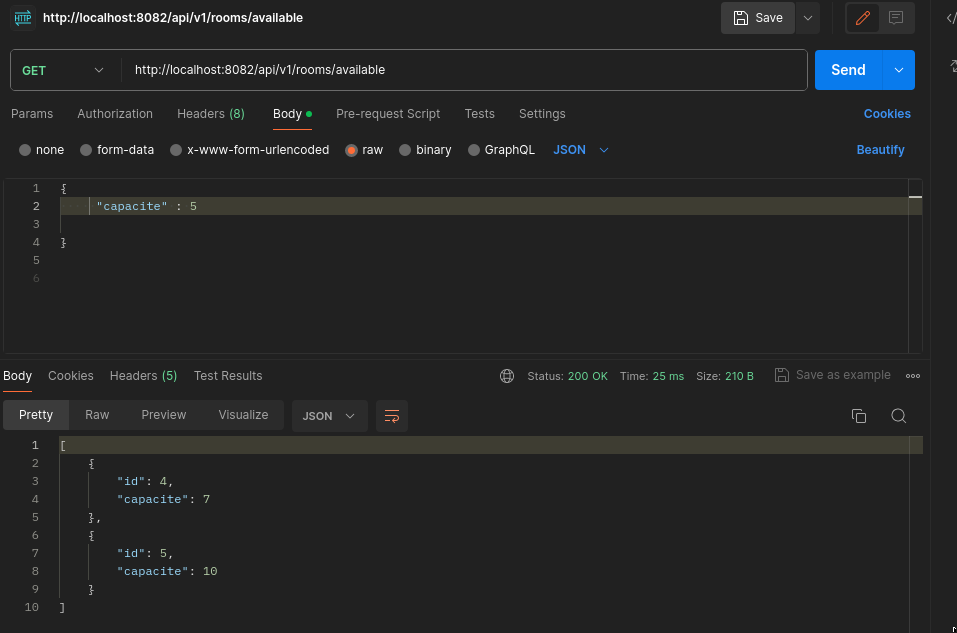 HTTP http://localhost:8082/api/v1/rooms/available Save
GET http://localhost:8082/api/v1/rooms/available Send
Params Authorization Headers (8) Body Pre-request Script Tests Settings Cookies
none form-data x-www-form-urlencoded raw binary GraphQL JSON Beautify
1 {
2 "capacite" : 5
3
4 }
5
6
Body Cookies Headers (5) Test Results Status: 200 OK Time: 25 ms Size: 210 B Save as example
Pretty Raw Preview Visualize JSON
1 [
2 {
3 "id": 4,
4 "capacite": 7
5 },
6 {
7 "id": 5,
8 "capacite": 10
9 }
10 ]